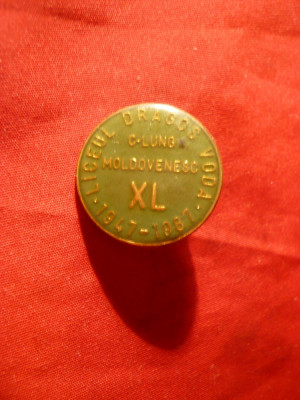 LICEUL DRAGOS VODA
C-LUNG
MOLDOVENESC
XL
1947-1987